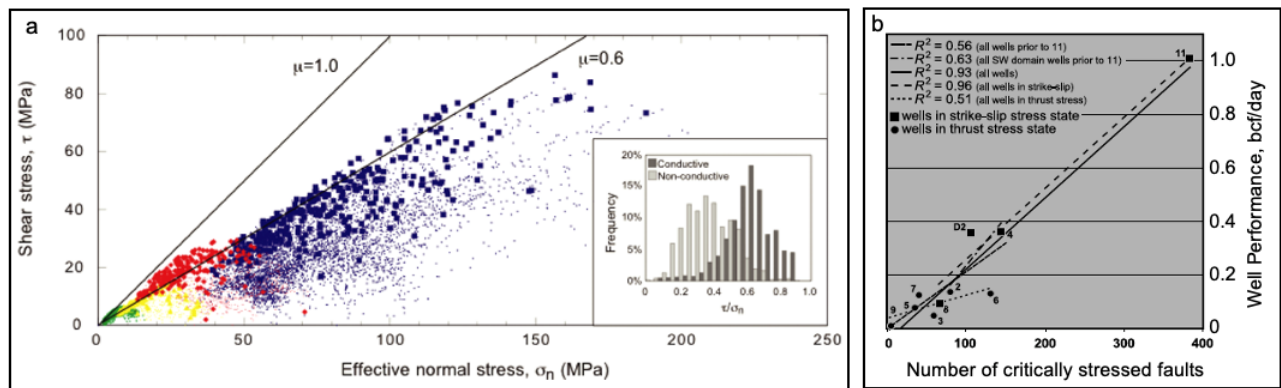 a
100
80
60
40
20
0
Shear stress, τ (MPa)
μ=1.0
μ=0.6
0
50
100
150
200
250
Effective normal stress, σn (MPa)
20%
15%
10%
5%
0%
Frequency
Conductive
Non-conductive
0
0.2
0.4
0.6
0.8
1.0
τ/σn
b
R² = 0.56 (all wells prior to 11)
R² = 0.63 (all SW domain wells prior to 11)
R² = 0.93 (all wells)
R² = 0.96 (all wells in strike-slip)
R² = 0.51 (all wells in thrust stress)
wells in strike-slip stress state
wells in thrust stress state
11
D2
4
7
2
5
8
6
9
3
1.0
0.8
0.6
0.4
0.2
0
Well Performance, bcf/day
0
100
200
300
400
Number of critically stressed faults